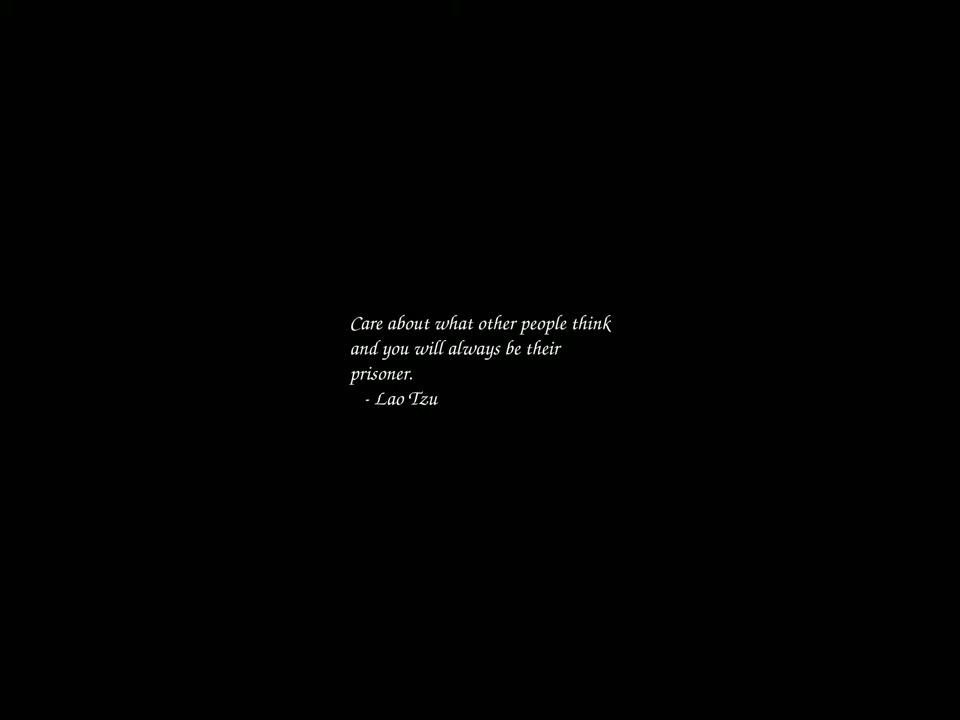 Care about what other people think
and you will always be their
prisoner.
- Lao Tzu